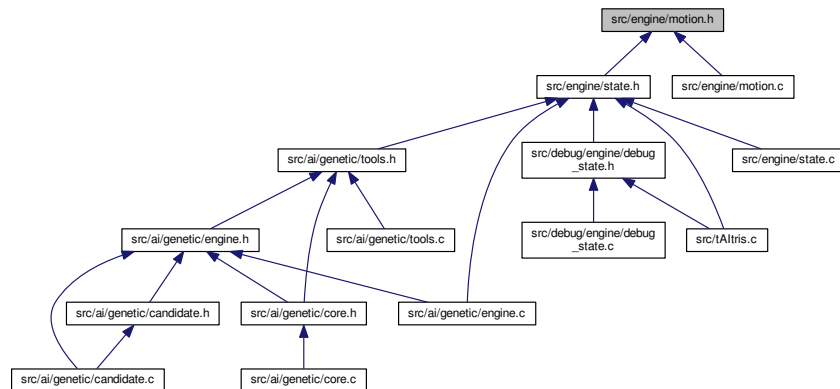 src/engine/motion.h
src/engine/state.h
src/engine/motion.c
src/ai/genetic/tools.h
src/debug/engine/debug
_state.h
src/engine/state.c
src/ai/genetic/engine.h
src/ai/genetic/tools.c
src/debug/engine/debug
_state.c
src/tAltris.c
src/ai/genetic/candidate.h
src/ai/genetic/core.h
src/ai/genetic/engine.c
src/ai/genetic/candidate.c
src/ai/genetic/core.c